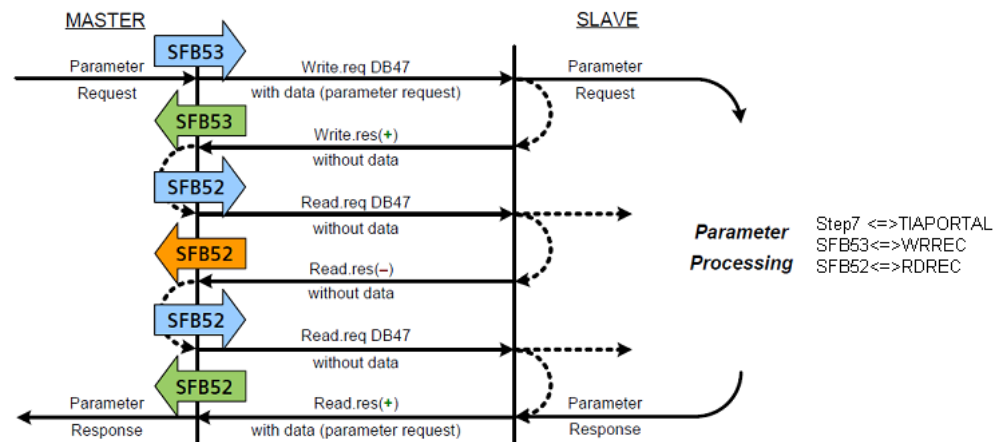 MASTER
SLAVE
SFB53
Parameter
Request
Write.req DB47
with data (parameter request)
Parameter
Request
SFB53
Write.res(+)
without data
SFB52
Read.req DB47
without data
Parameter
Processing
Step7 <=>TIAPORTAL
SFB53<=>WRREC
SFB52<=>RDREC
SFB52
Read.res(–)
without data
SFB52
Read.req DB47
without data
SFB52
Parameter
Response
Read.res(+)
with data (parameter request)
Parameter
Response